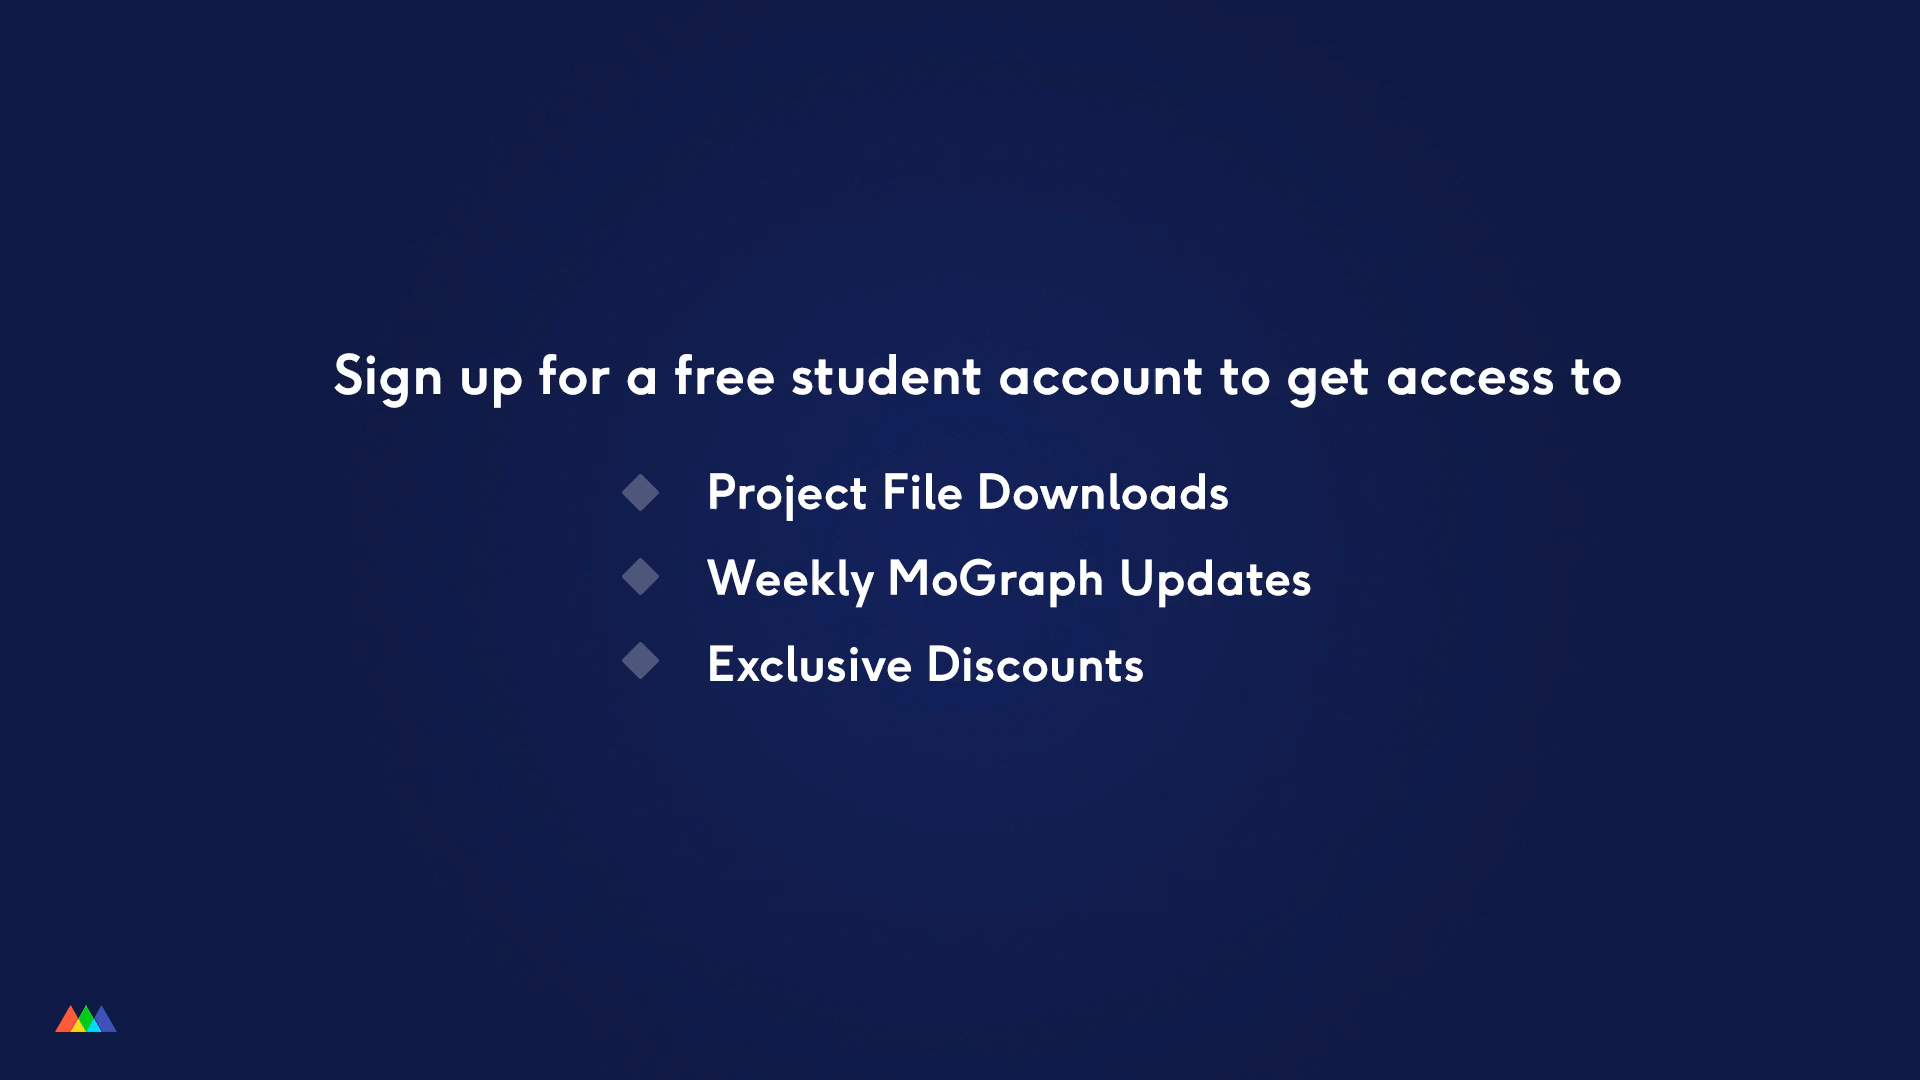 Sign up for a free student account to get access to
Project File Downloads
Weekly MoGraph Updates
Exclusive Discounts